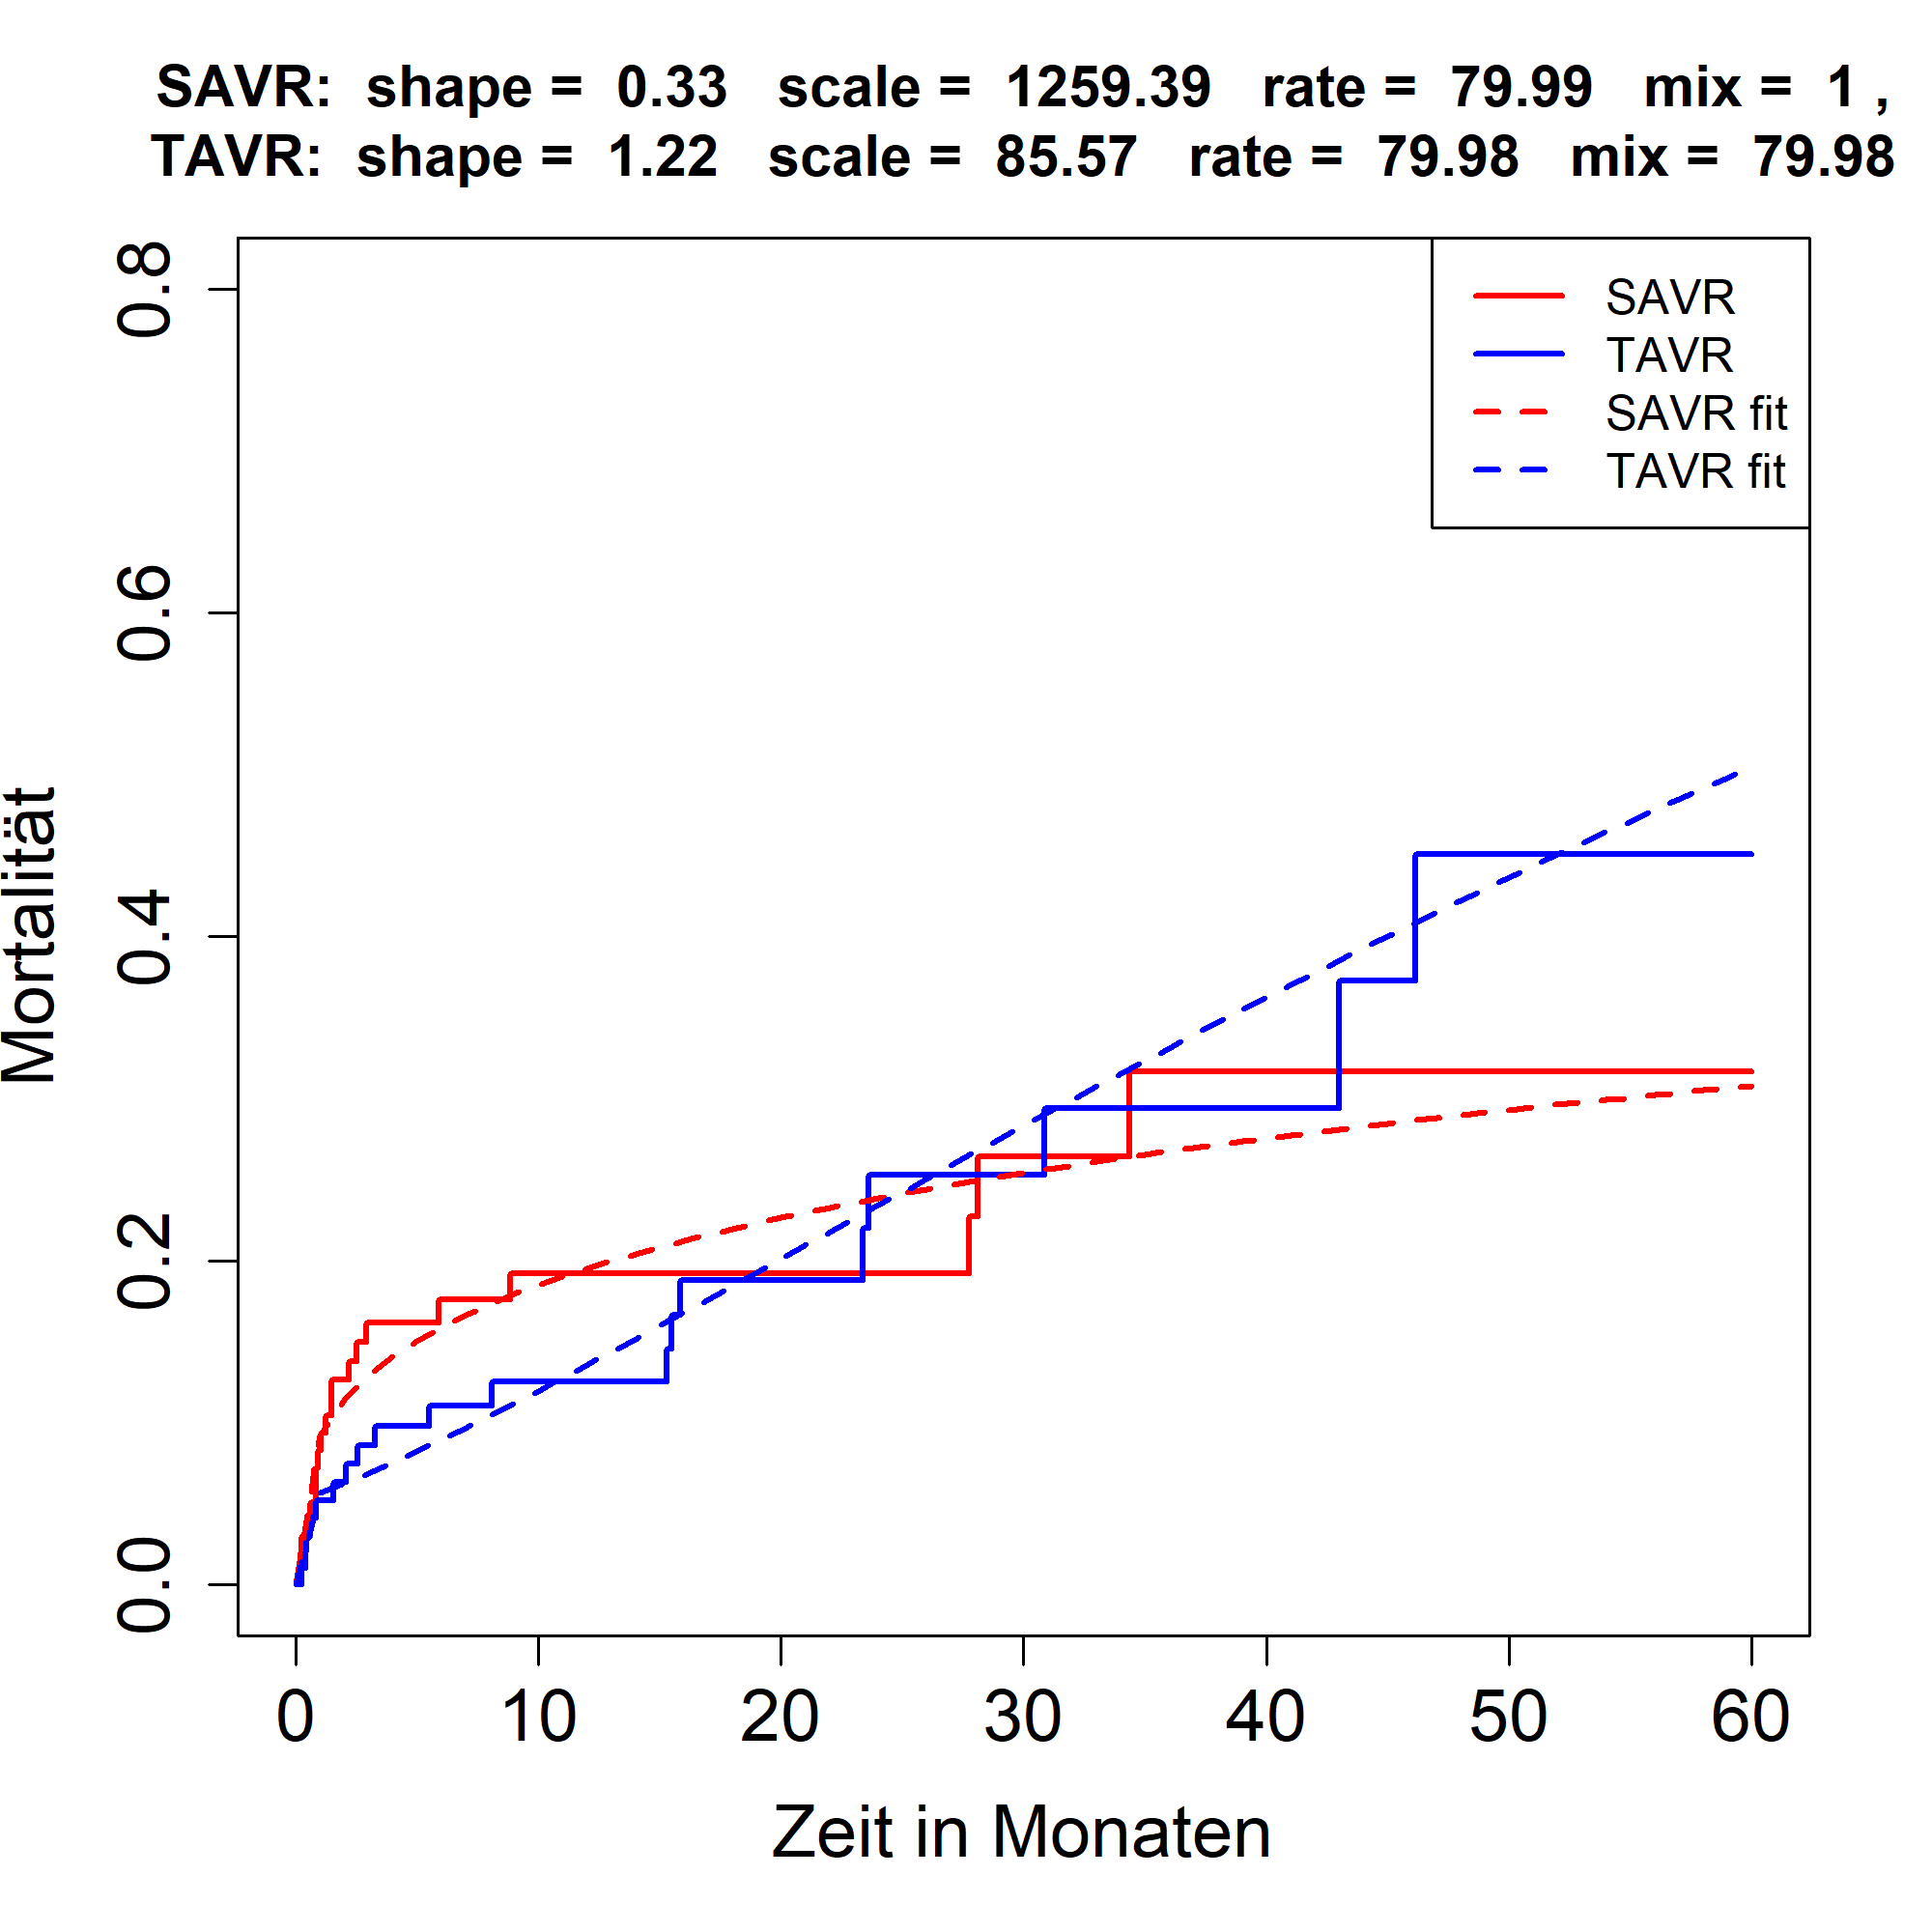 SAVR: shape = 0.33 scale = 1259.39 rate = 79.99 mix = 1 ,
TAVR: shape = 1.22 scale = 85.57 rate = 79.98 mix = 79.98
SAVR
TAVR
SAVR fit
TAVR fit
Mortalität
0.8
0.6
0.4
0.2
0.0
0 10 20 30 40 50 60
Zeit in Monaten